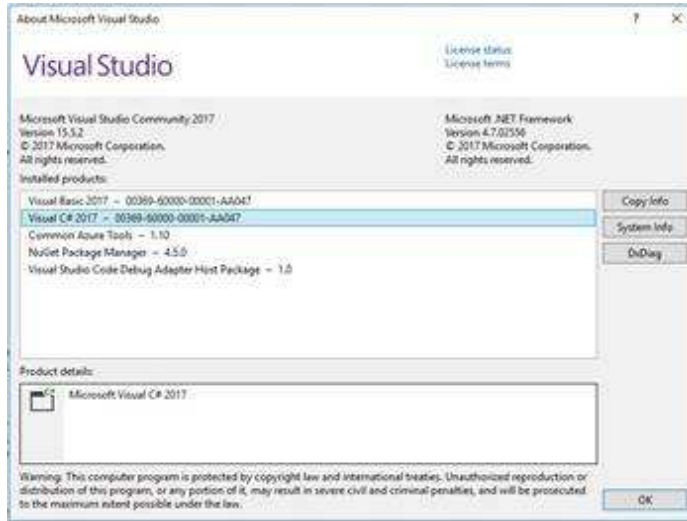 About Microsoft Visual Studio
? ×
Visual Studio
License status
License terms
Microsoft Visual Studio Community 2017
Version 15.5.2
© 2017 Microsoft Corporation.
All rights reserved.
Microsoft .NET Framework
Version 4.7.02556
© 2017 Microsoft Corporation.
All rights reserved.
Installed products:
Visual Basic 2017 - 00369-60000-00001-AA047
Visual C# 2017 - 00369-60000-00001-AA047
Common Azure Tools - 1.10
NuGet Package Manager - 4.5.0
Visual Studio Code Debug Adapter Host Package - 1.0
Copy Info
System Info
DxDiag
Product details:
Microsoft Visual C# 2017
Warning: This computer program is protected by copyright law and international treaties. Unauthorized reproduction or
distribution of this program, or any portion of it, may result in severe civil and criminal penalties, and will be prosecuted
to the maximum extent possible under the law.
OK